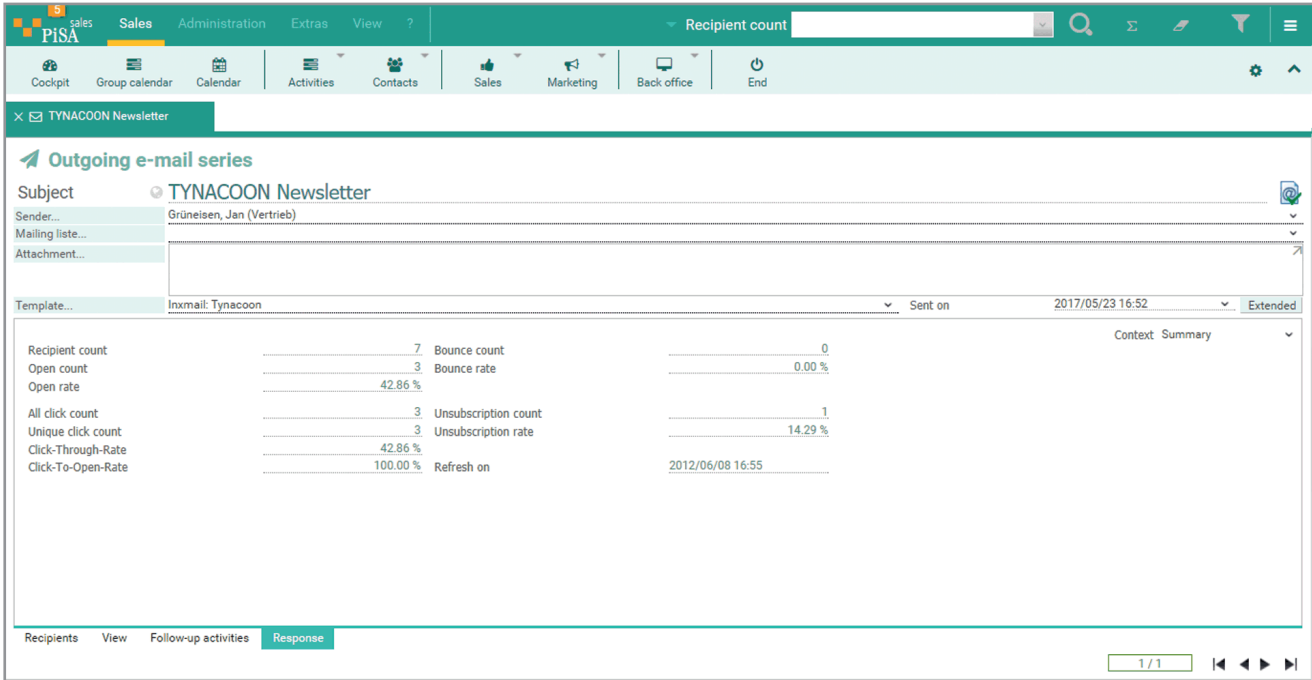 5
sales
PiSA
Sales Administration Extras View ?
Recipient count
Σ
Cockpit Group calendar Calendar Activities Contacts Sales Marketing Back office End
TYNACOON Newsletter
Outgoing e-mail series
Subject TYNACOON Newsletter
Sender... Grüneisen, Jan (Vertrieb)
Mailing liste...
Attachment...
Template... Inxmail: Tynacoon Sent on 2017/05/23 16:52 Extended
Context Summary
Recipient count 7 Bounce count 0
Open count 3 Bounce rate 0.00 %
Open rate 42.86 %
All click count 3 Unsubscription count 1
Unique click count 3 Unsubscription rate 14.29 %
Click-Through-Rate 42.86 %
Click-To-Open-Rate 100.00 % Refresh on 2012/06/08 16:55
Recipients View Follow-up activities Response
1 / 1